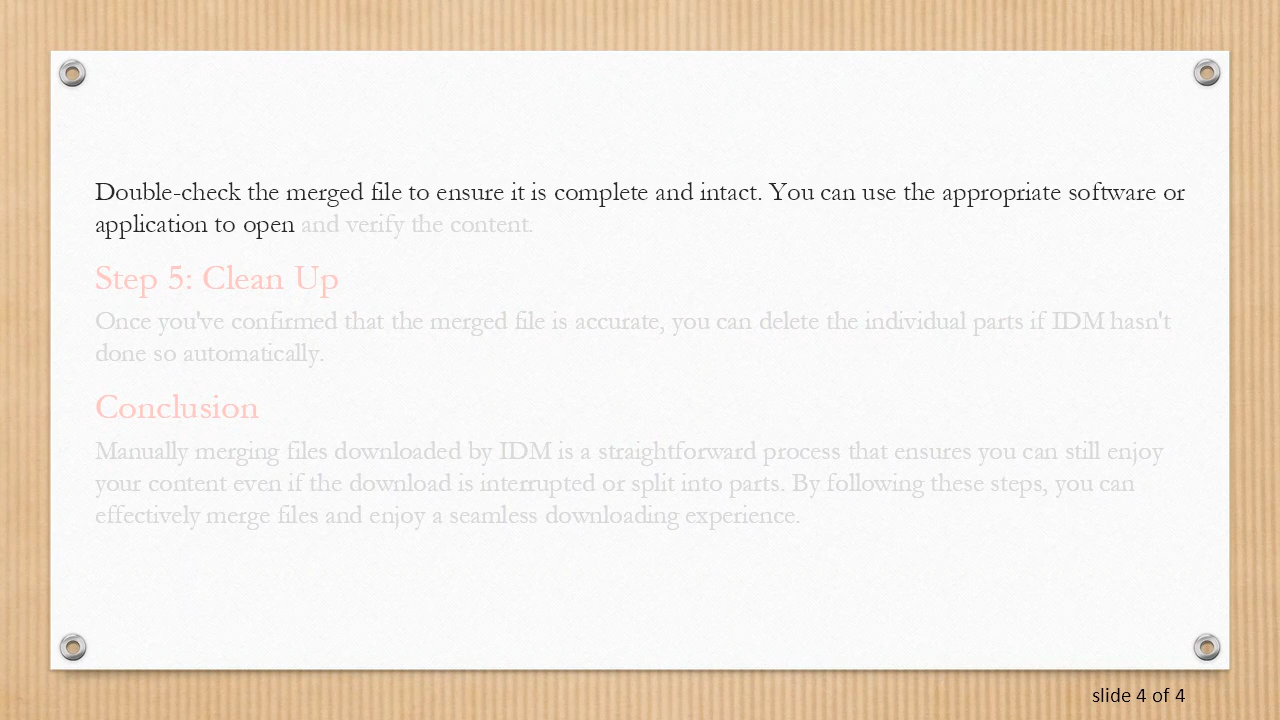 Double-check the merged file to ensure it is complete and intact. You can use the appropriate software or
application to open and verify the content.
Step 5: Clean Up
Once you've confirmed that the merged file is accurate, you can delete the individual parts if IDM hasn't
done so automatically.
Conclusion
Manually merging files downloaded by IDM is a straightforward process that ensures you can still enjoy
your content even if the download is interrupted or split into parts. By following these steps, you can
effectively merge files and enjoy a seamless downloading experience.
slide 4 of 4